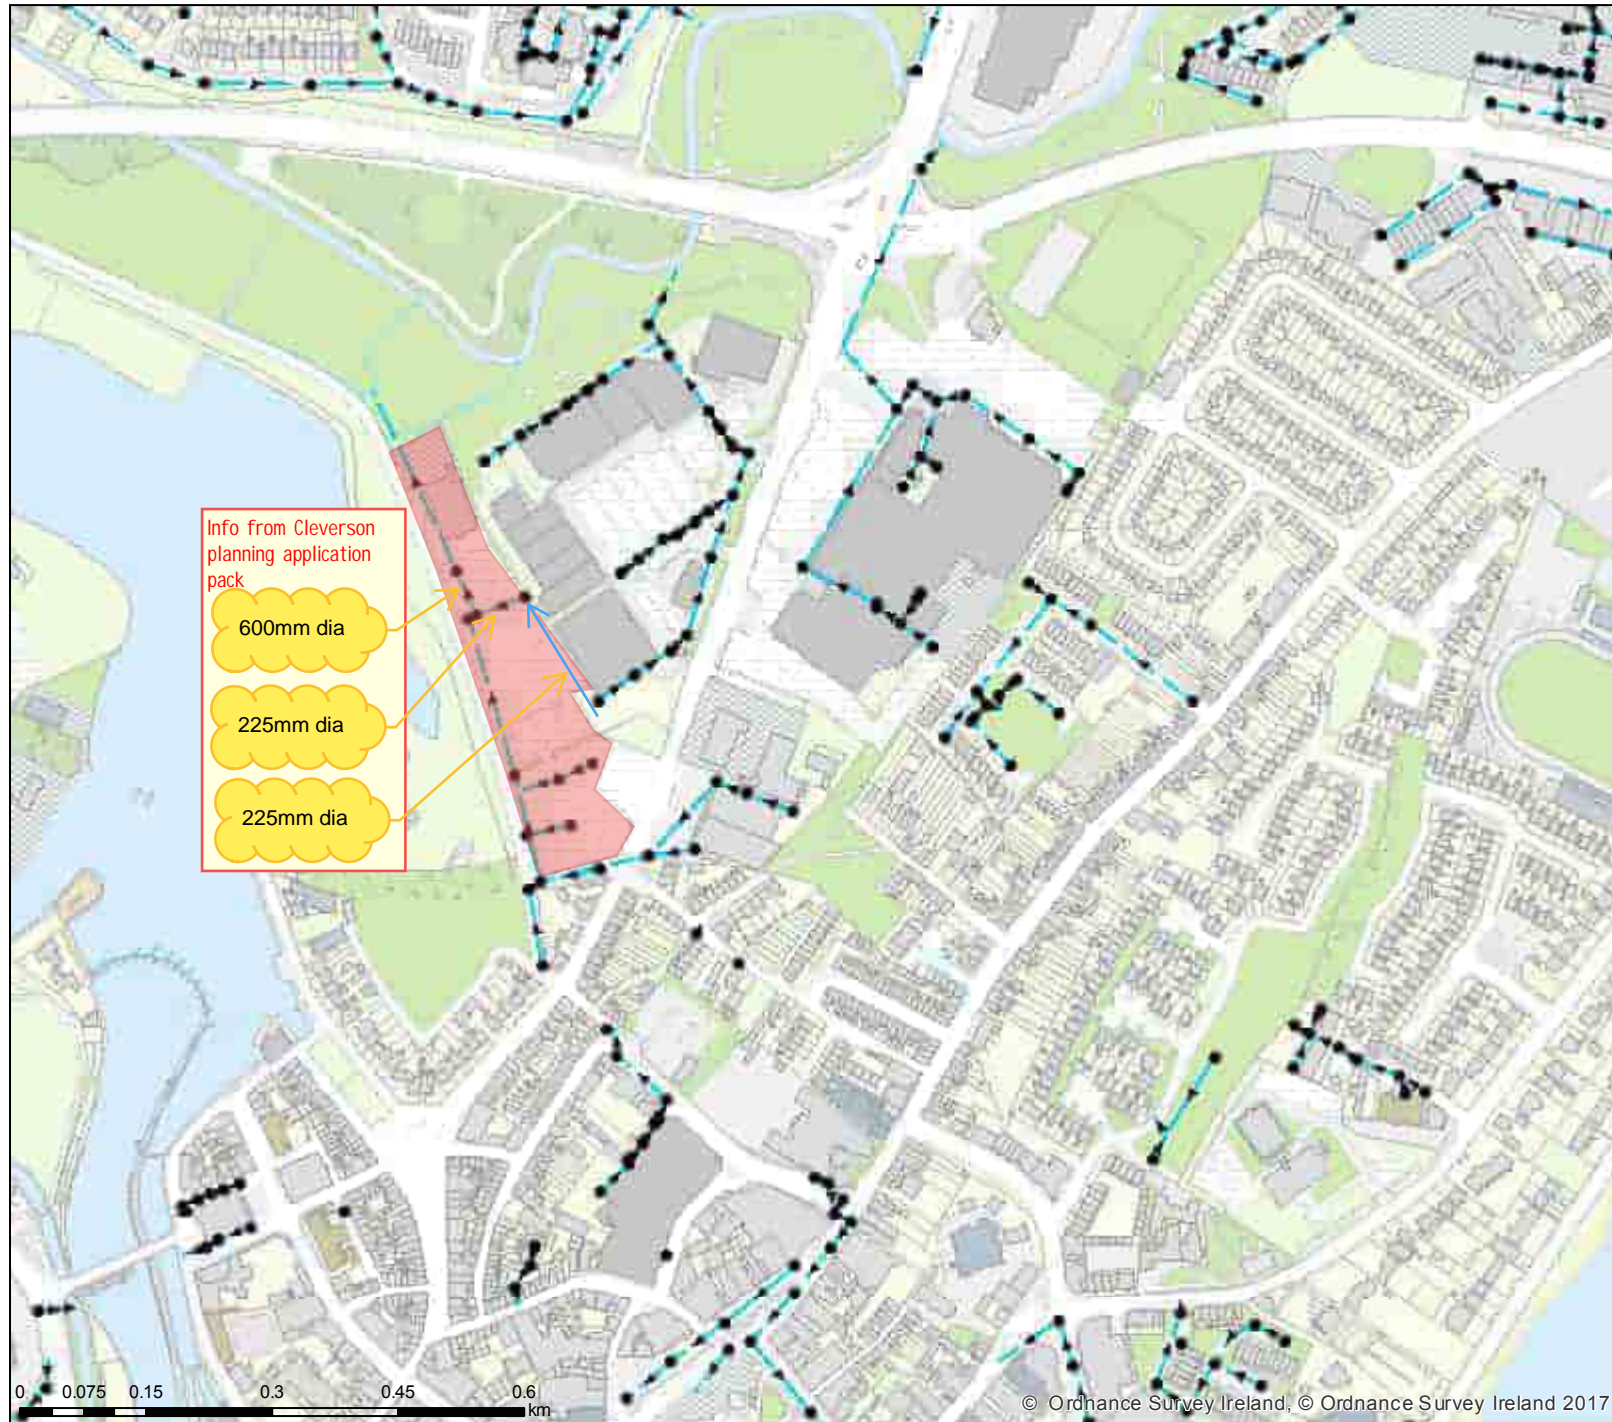 Info from Cleverson
planning application
pack
600mm dia
225mm dia
225mm dia
0 0.075 0.15 0.3 0.45 0.6
km
© Ordnance Survey Ireland, © Ordnance Survey Ireland 2017